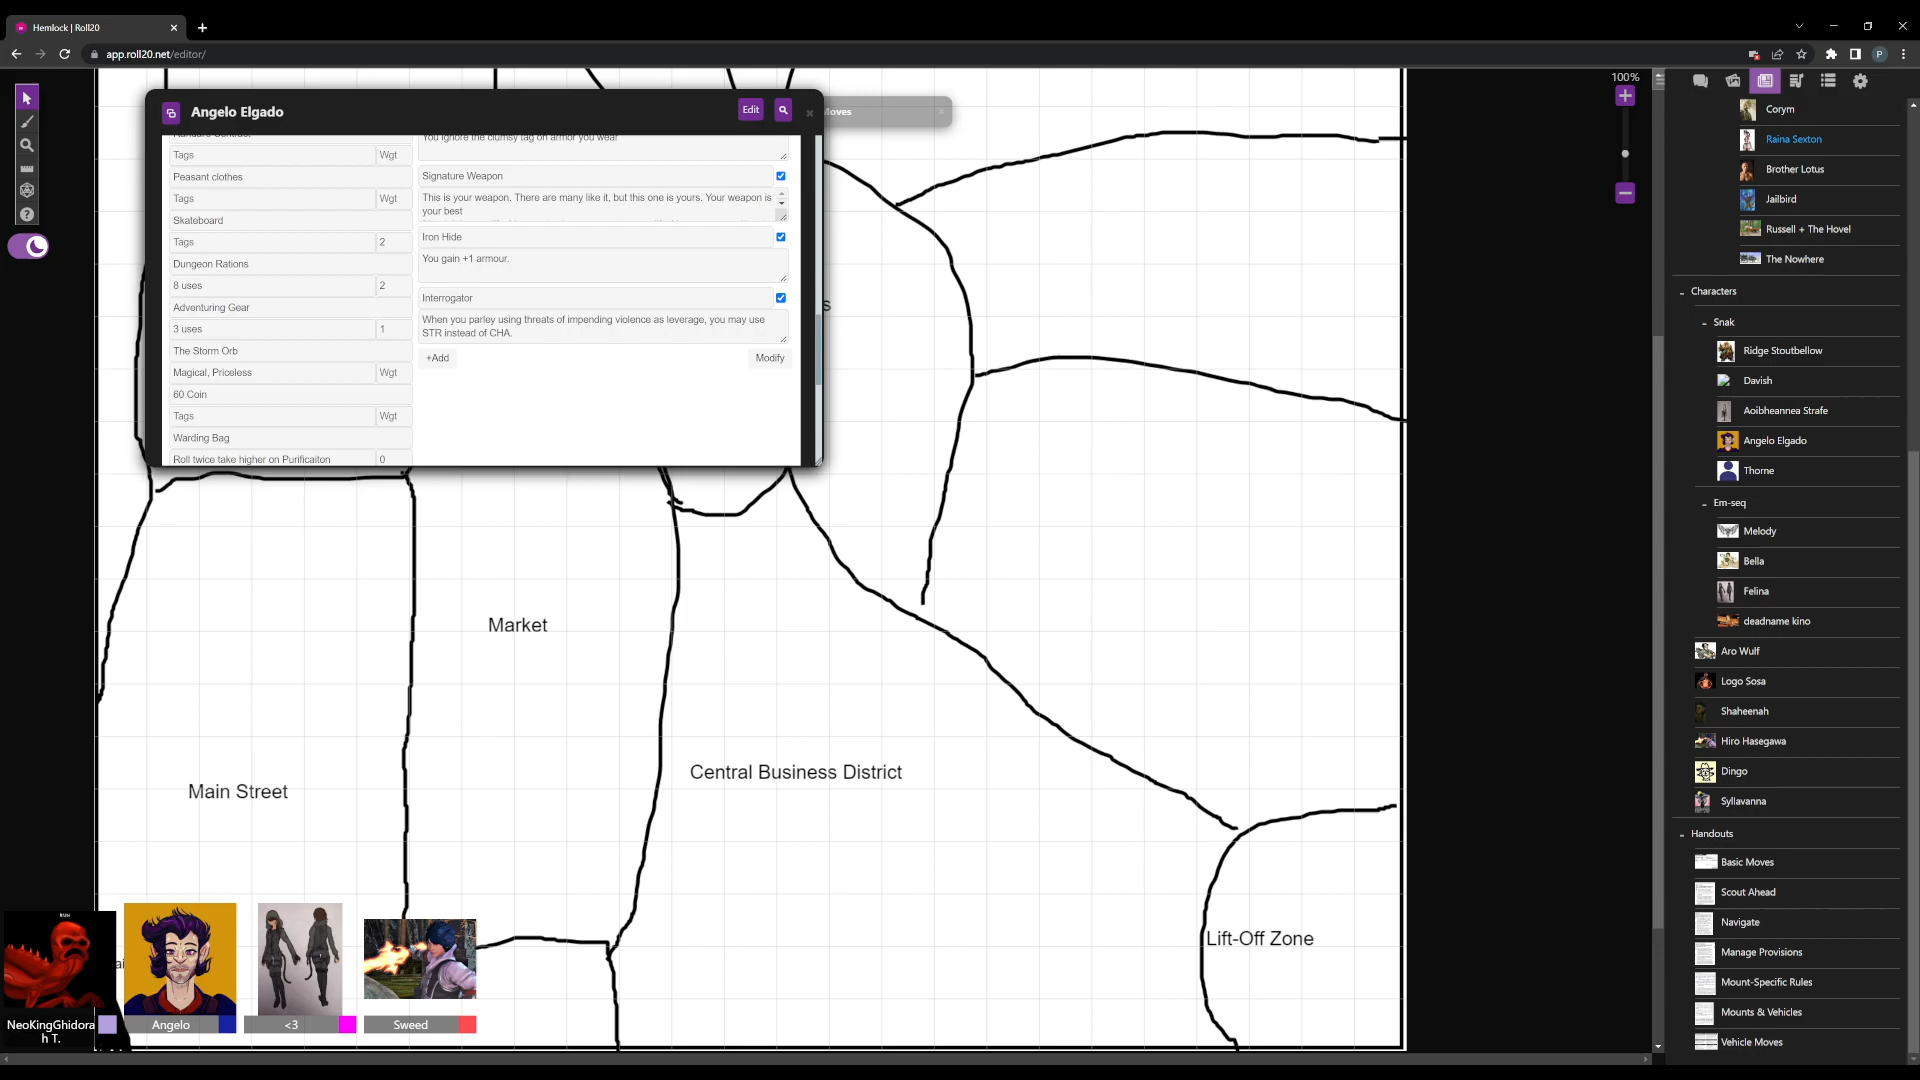 Hemlock | Roll20
app.roll20.net/editor/
Angelo Elgado
Edit
Moves
100%
Tags
Wgt
Peasant clothes
Tags
Wgt
Skateboard
Tags
2
Dungeon Rations
8 uses
2
Adventuring Gear
3 uses
1
The Storm Orb
Magical, Priceless
Wgt
60 Coin
Tags
Wgt
Warding Bag
Roll twice take higher on Purificaiton
0
You ignore the clumsy tag on armor you wear
Signature Weapon
This is your weapon. There are many like it, but this one is yours. Your weapon is
your best
Iron Hide
You gain +1 armour.
Interrogator
When you parley using threats of impending violence as leverage, you may use
STR instead of CHA.
+Add
Modify
Market
Main Street
Central Business District
Lift-Off Zone
NeoKingGhidora
h T.
Angelo
<3
Sweed
Corym
Raina Sexton
Brother Lotus
Jailbird
Russell + The Hovel
The Nowhere
Characters
Snak
Ridge Stoutbellow
Davish
Aoibheannea Strafe
Angelo Elgado
Thorne
Em-seq
Melody
Bella
Felina
deadname kino
Aro Wulf
Logo Sosa
Shaheenah
Hiro Hasegawa
Dingo
Syllavanna
Handouts
Basic Moves
Scout Ahead
Navigate
Manage Provisions
Mount-Specific Rules
Mounts & Vehicles
Vehicle Moves